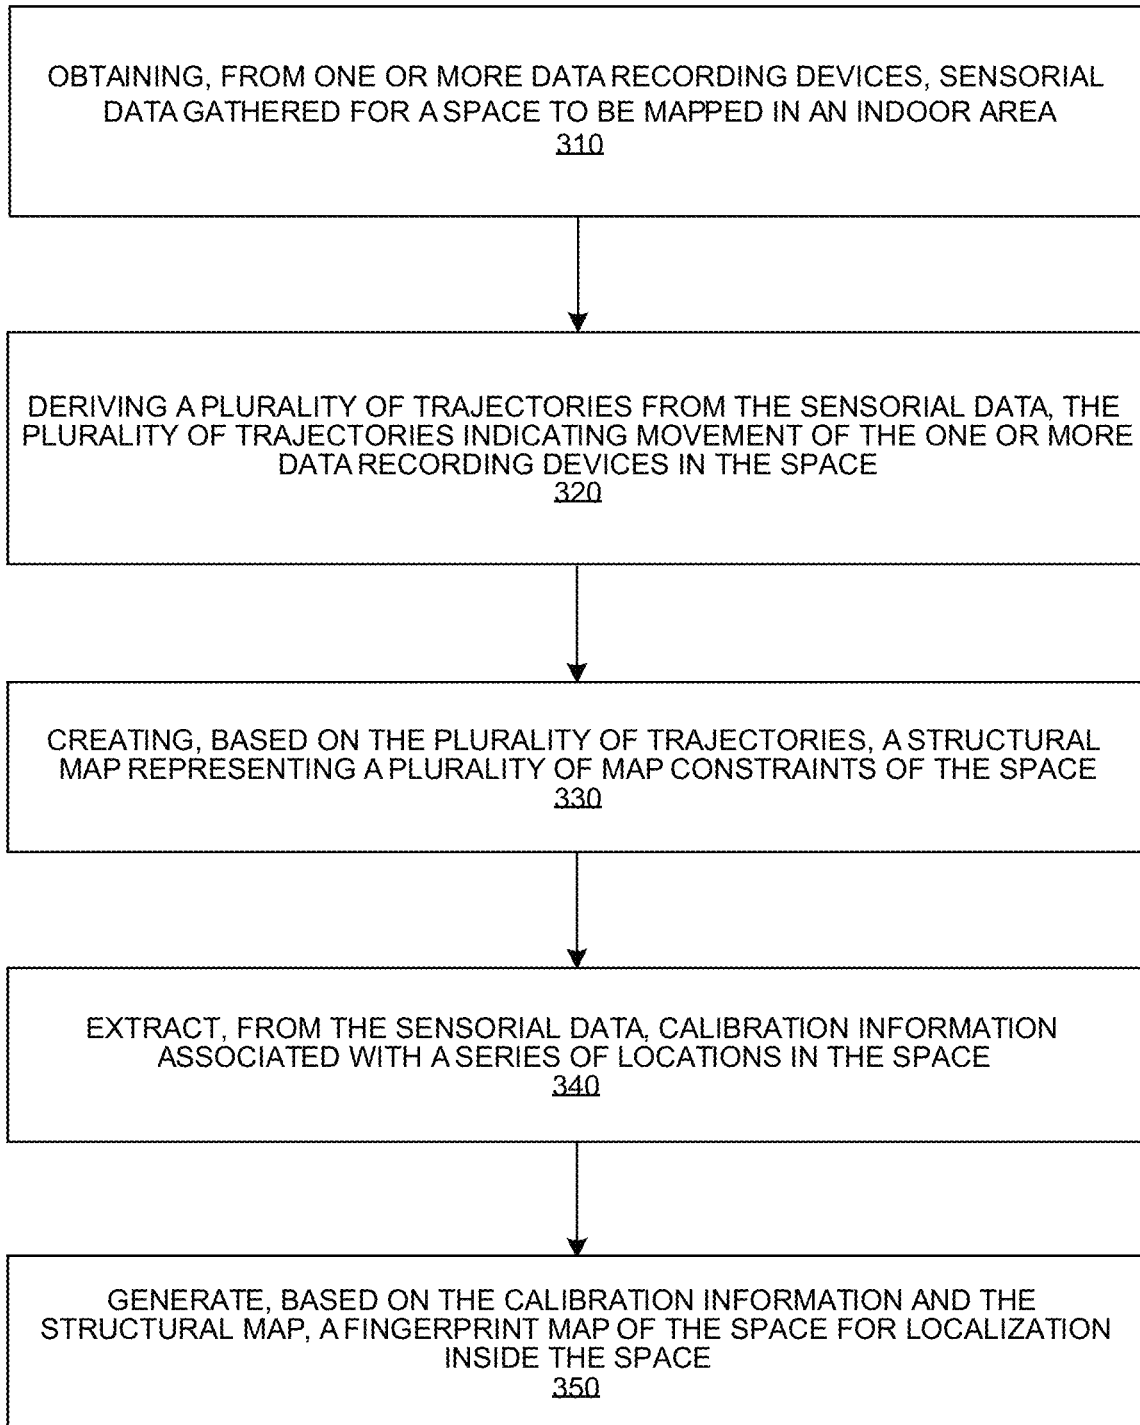 OBTAINING, FROM ONE OR MORE DATA RECORDING DEVICES, SENSORIAL
DATA GATHERED FOR A SPACE TO BE MAPPED IN AN INDOOR AREA
310
DERIVING A PLURALITY OF TRAJECTORIES FROM THE SENSORIAL DATA, THE
PLURALITY OF TRAJECTORIES INDICATING MOVEMENT OF THE ONE OR MORE
DATA RECORDING DEVICES IN THE SPACE
320
CREATING, BASED ON THE PLURALITY OF TRAJECTORIES, A STRUCTURAL
MAP REPRESENTING A PLURALITY OF MAP CONSTRAINTS OF THE SPACE
330
EXTRACT, FROM THE SENSORIAL DATA, CALIBRATION INFORMATION
ASSOCIATED WITH A SERIES OF LOCATIONS IN THE SPACE
340
GENERATE, BASED ON THE CALIBRATION INFORMATION AND THE
STRUCTURAL MAP, A FINGERPRINT MAP OF THE SPACE FOR LOCALIZATION
INSIDE THE SPACE
350